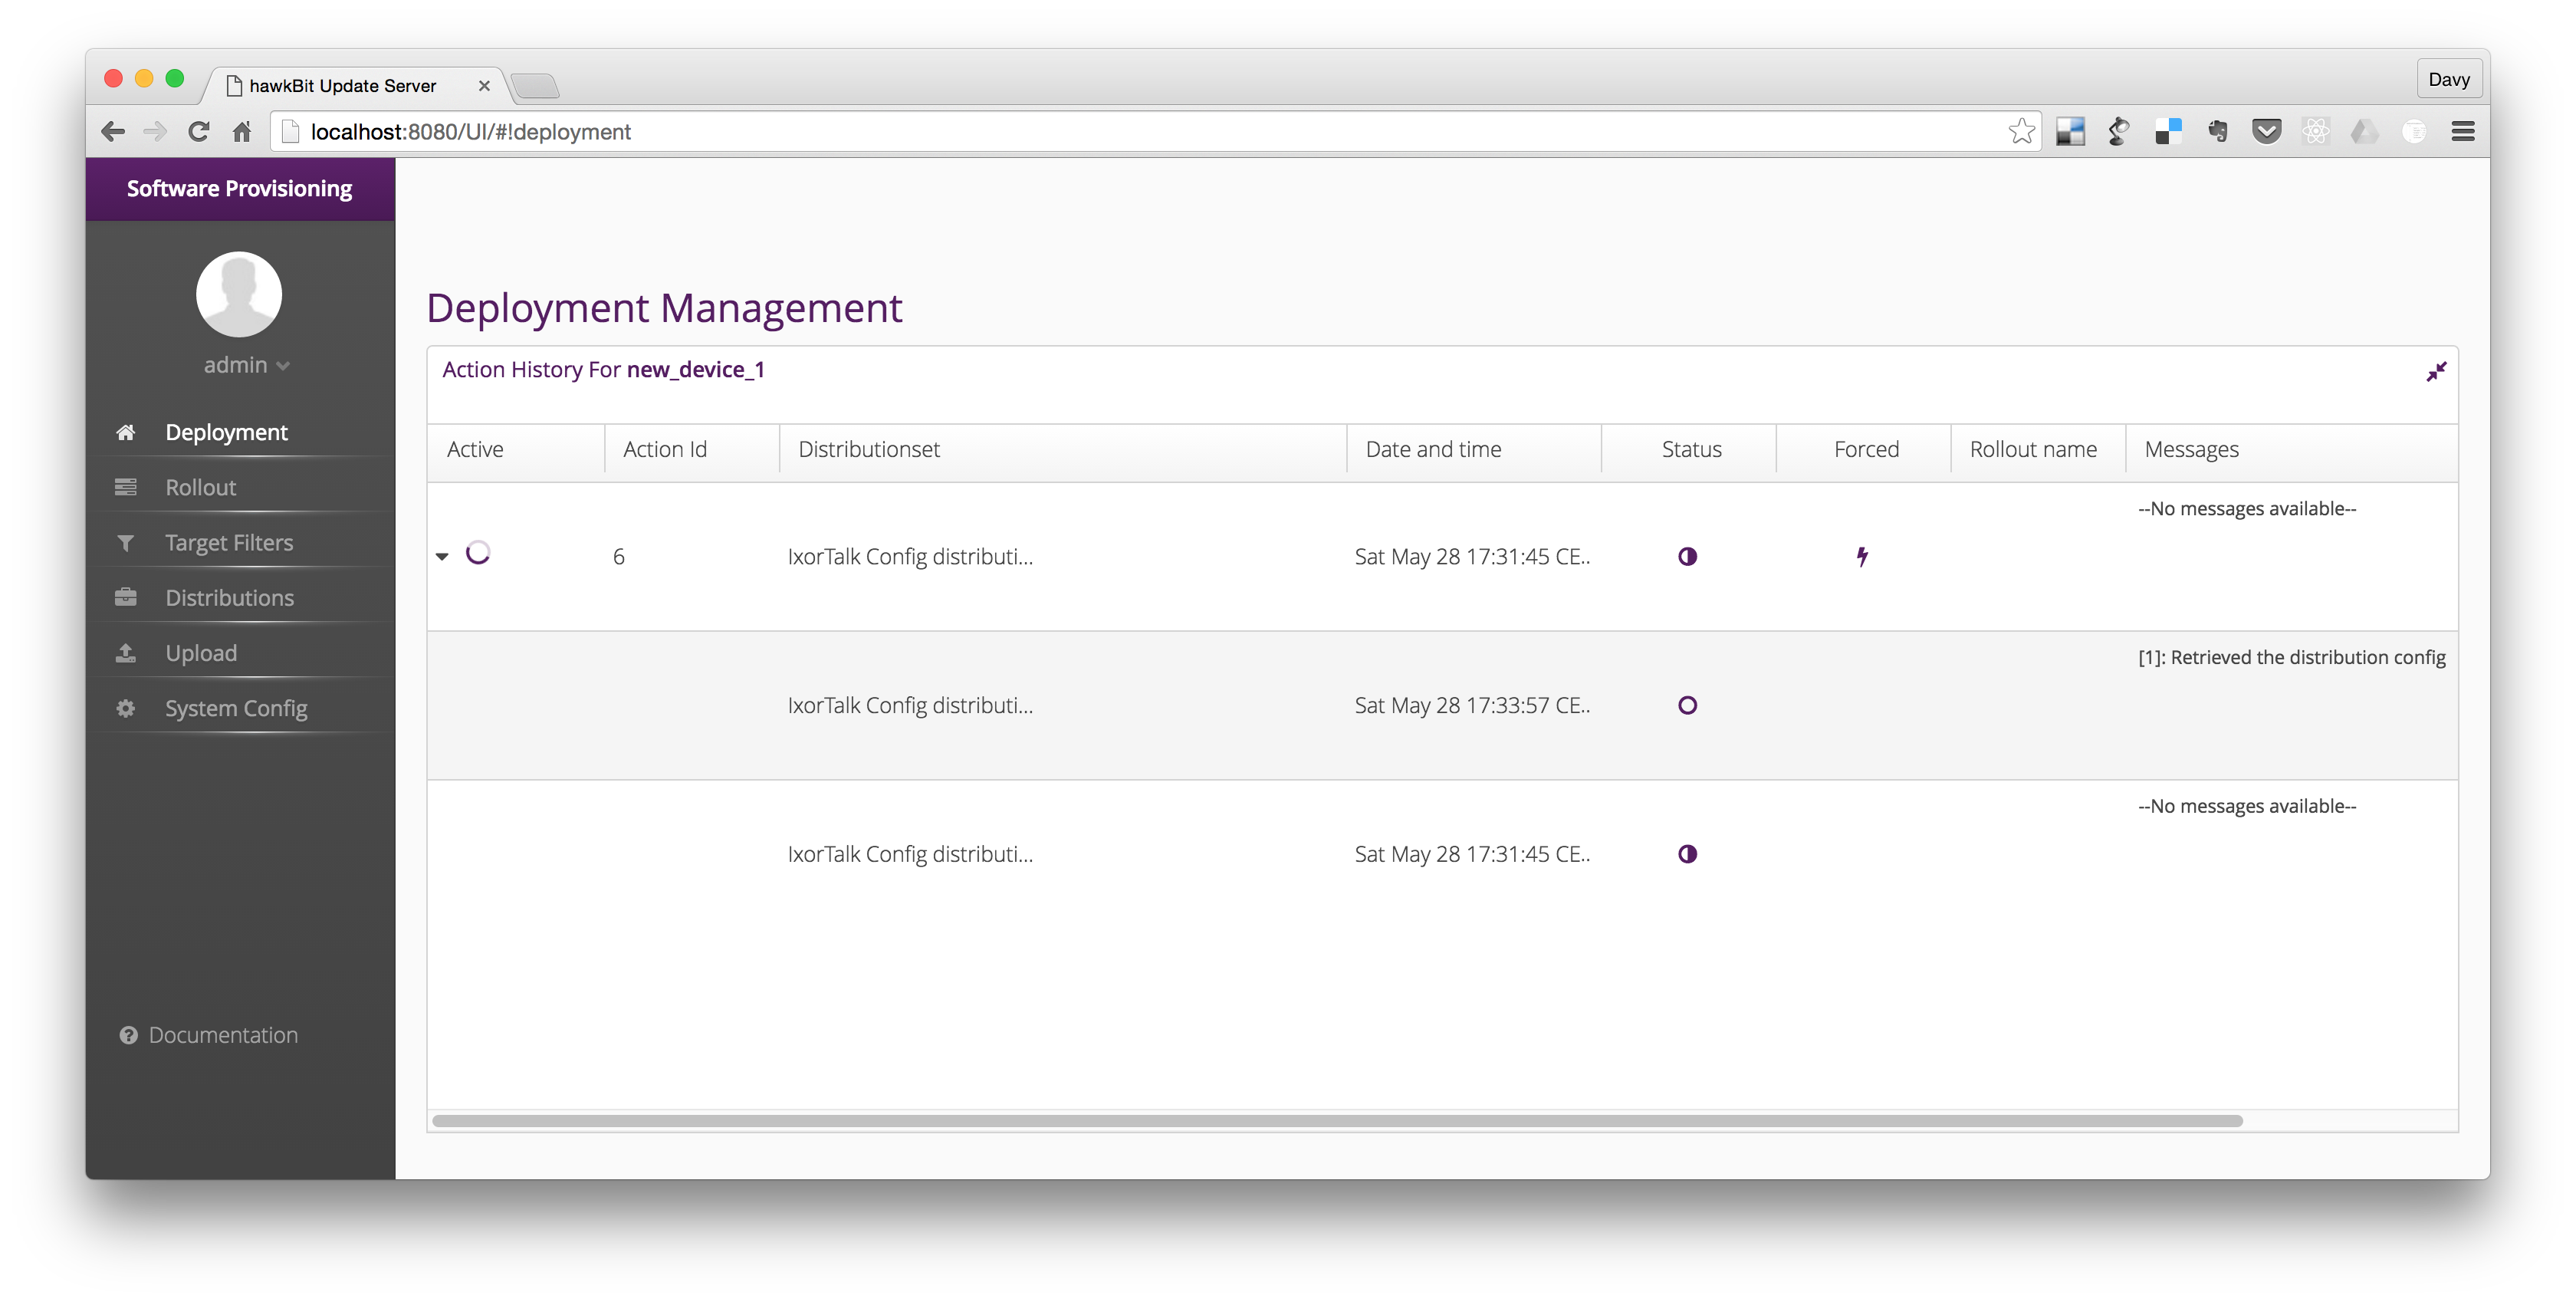 hawkBit Update Server
Davy
localhost:8080/UI/#!deployment
Software Provisioning
admin
Deployment
Rollout
Target Filters
Distributions
Upload
System Config
Documentation
Deployment Management
Action History For new_device_1
Active Action Id Distributionset Date and time Status Forced Rollout name Messages
--No messages available--
6 IxorTalk Config distributi... Sat May 28 17:31:45 CE..
[1]: Retrieved the distribution config
IxorTalk Config distributi... Sat May 28 17:33:57 CE..
--No messages available--
IxorTalk Config distributi... Sat May 28 17:31:45 CE..